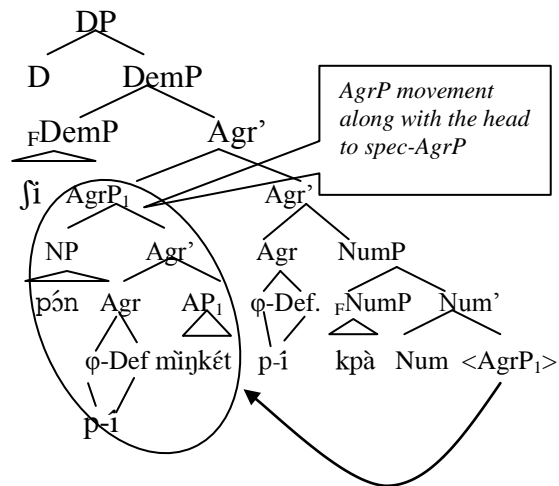 DP
D DemP
AgrP movement
along with the head
to spec-AgrP
FDemP Agr’
ʃi AgrP1 Agr’
NP Agr’ Agr NumP
pɔ́n Agr AP1 φ-Def. FNumP Num’
φ-Def mìŋkɛ́t p-î kpà Num <AgrP1>
p-î